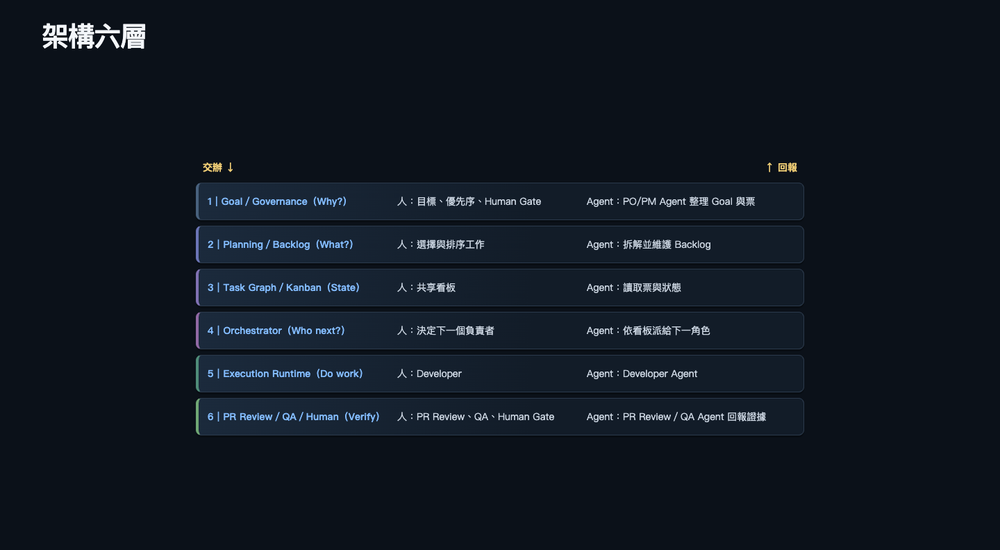 架構六層
交辦 ↓ ↑ 回報
1｜Goal / Governance（Why?） 人：目標、優先序、Human Gate Agent：PO/PM Agent 整理 Goal 與票
2｜Planning / Backlog（What?） 人：選擇與排序工作 Agent：拆解並維護 Backlog
3｜Task Graph / Kanban（State） 人：共享看板 Agent：讀取票與狀態
4｜Orchestrator（Who next?） 人：決定下一個負責者 Agent：依看板派給下一角色
5｜Execution Runtime（Do work） 人：Developer Agent：Developer Agent
6｜PR Review / QA / Human（Verify） 人：PR Review、QA、Human Gate Agent：PR Review / QA Agent 回報證據